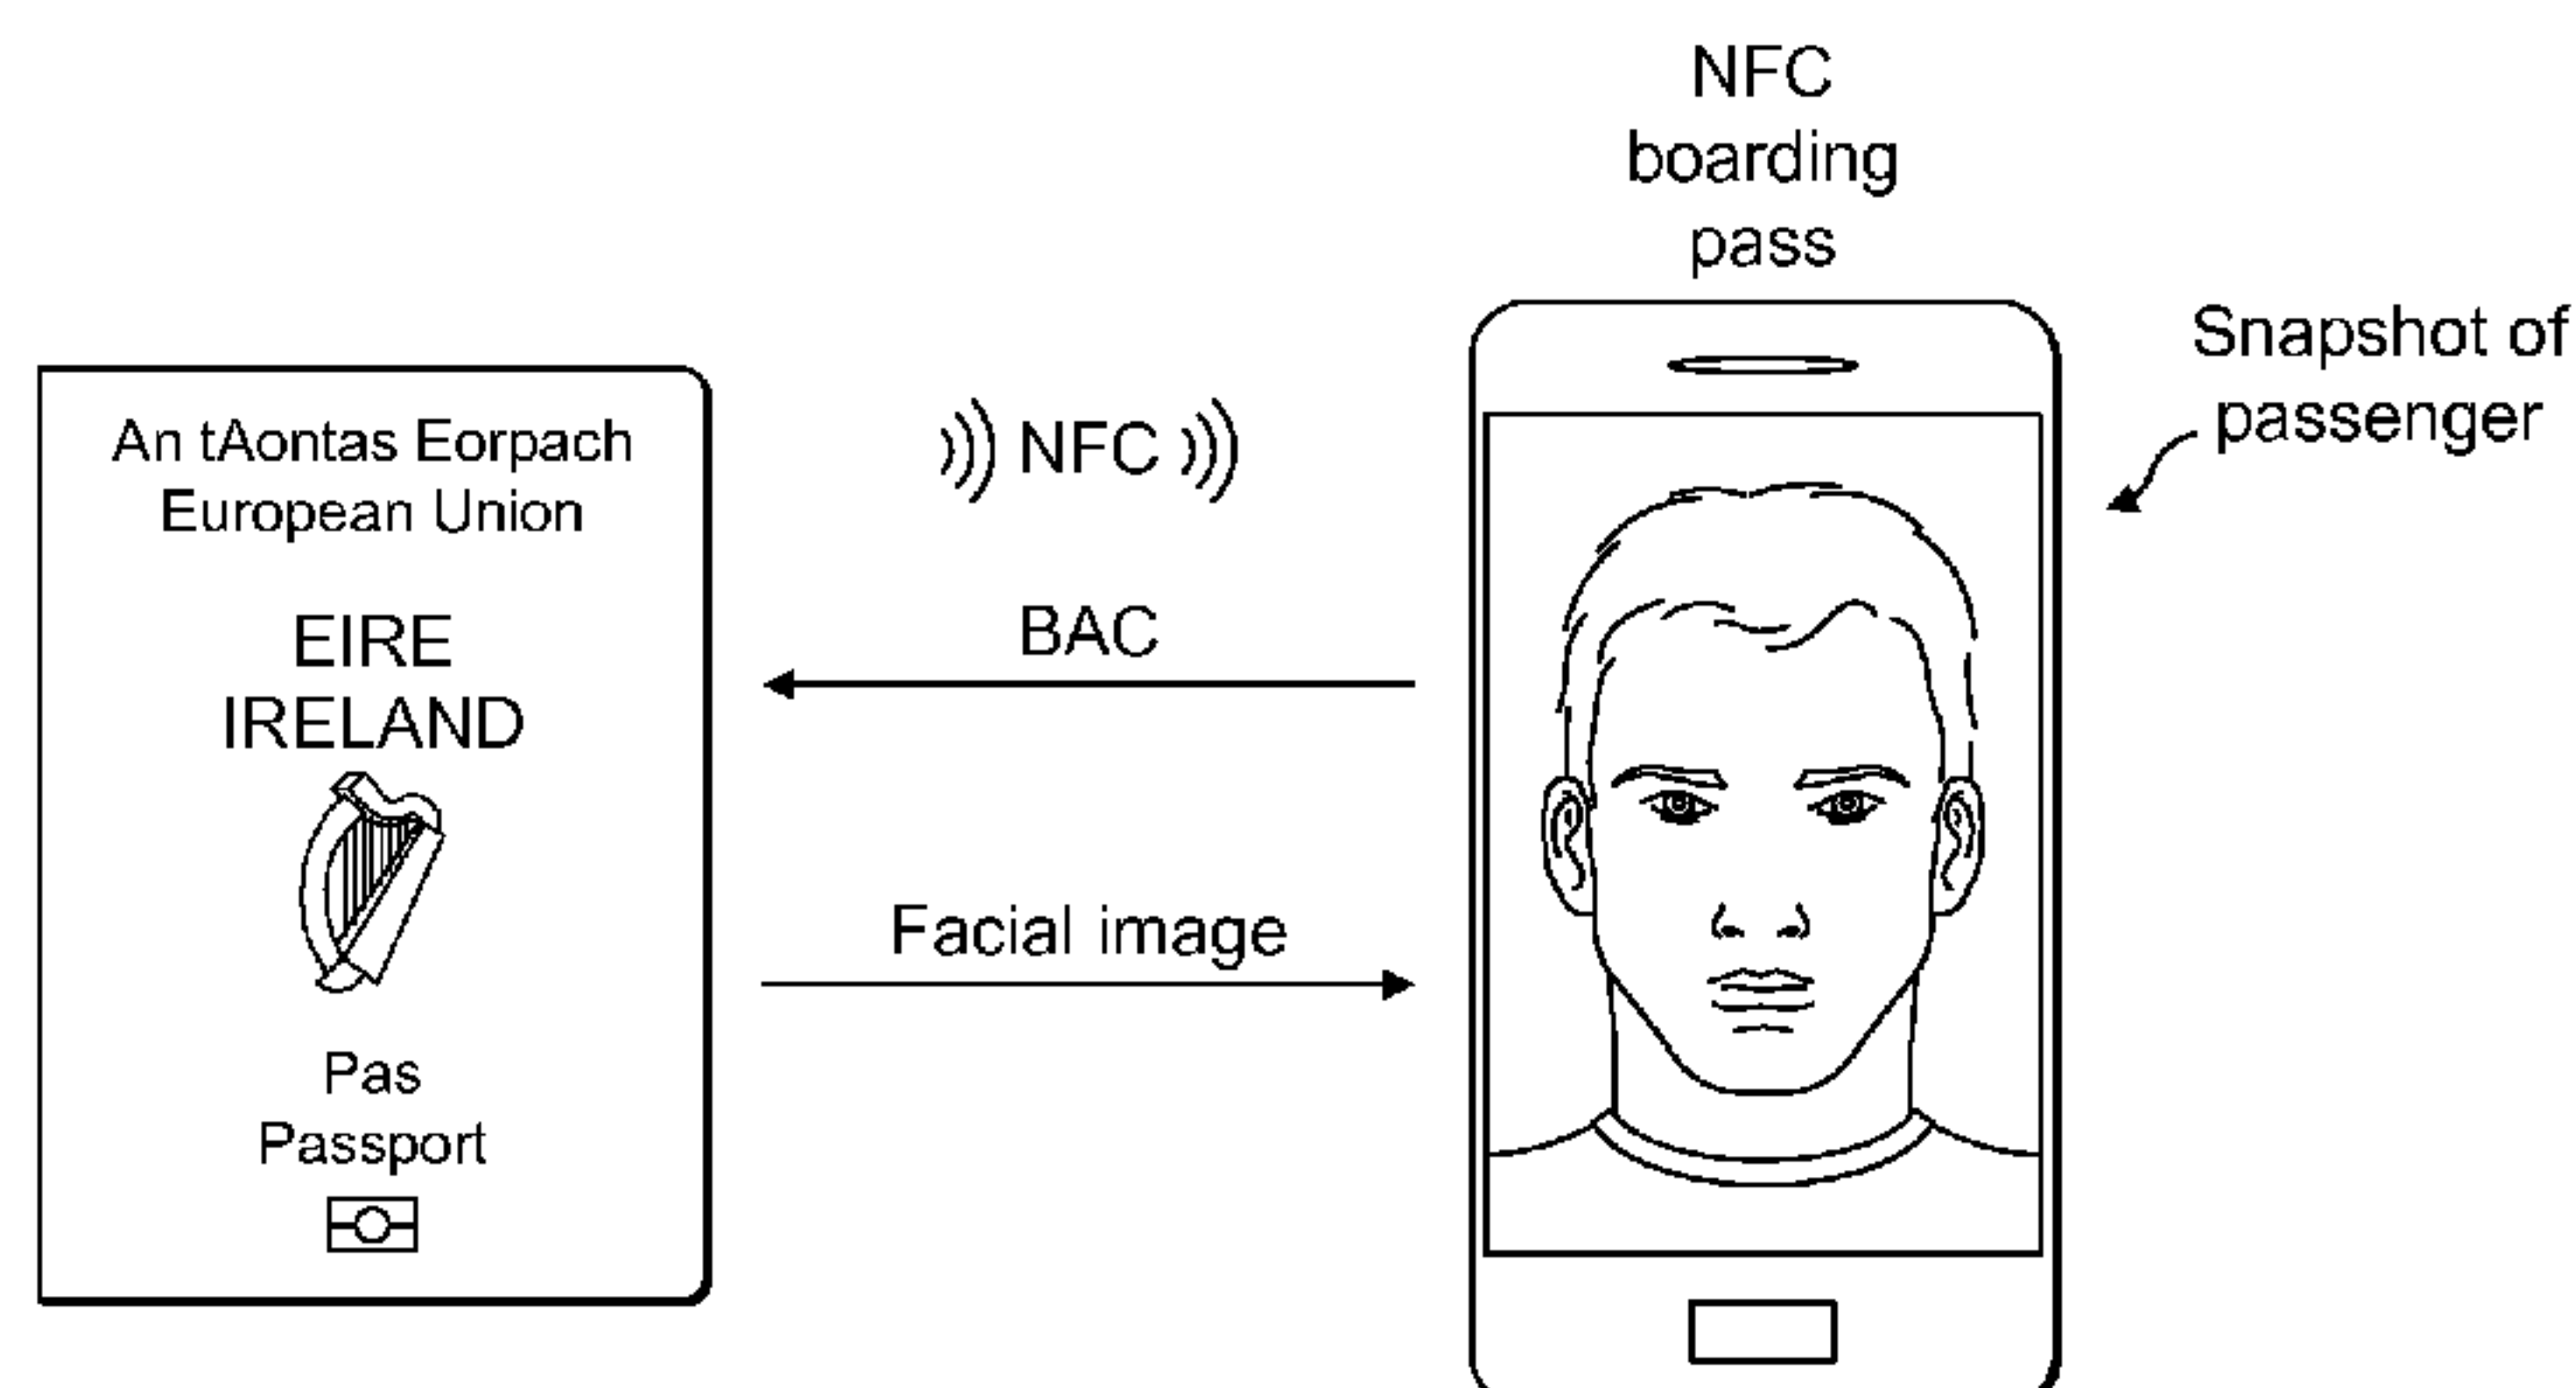 An tAontas Eorpach
European Union
EIRE
IRELAND
Pas
Passport
NFC
BAC
Facial image
NFC
boarding
pass
Snapshot of
passenger